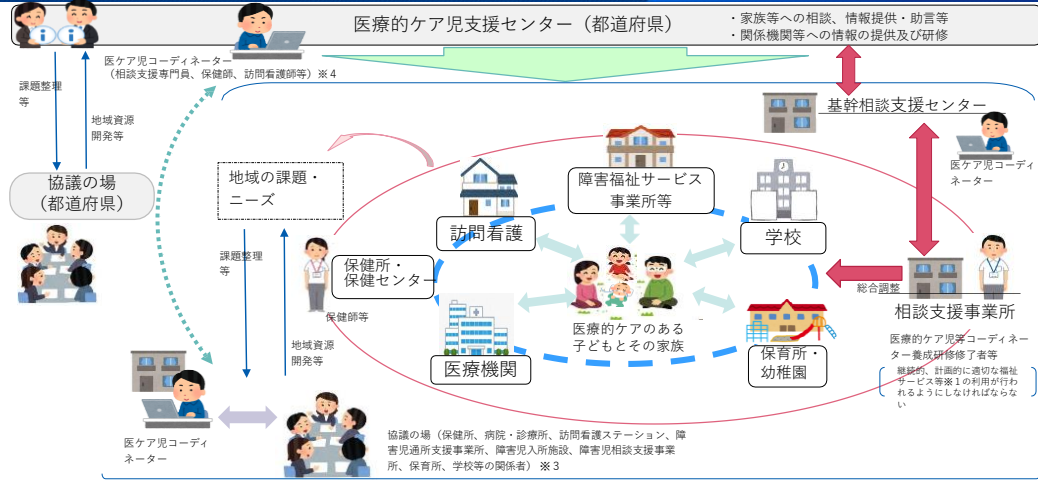 医療的ケア児支援センター（都道府県）
・家族等への相談、情報提供・助言等
・関係機関等への情報の提供及び研修
医ケア児コーディネーター
（相談支援専門員、保健師、訪問看護師等）※４
課題整理
等
地域資源
開発等
協議の場
（都道府県）
基幹相談支援センター
医ケア児コーディ
ネーター
地域の課題・
ニーズ
障害福祉サービス
事業所等
訪問看護
学校
課題整理
等
保健所・
保健センター
保健師等
総合調整
相談支援事業所
医療的ケアのある
子どもとその家族
医療機関
保育所・
幼稚園
地域資源
開発等
医療的ケア児等コーディネー
ター養成研修修了者等
継続的、計画的に適切な福祉
サービス等※１の利用が行わ
れるようにしなければならな
い
医ケア児コーディ
ネーター
協議の場（保健所、病院・診療所、訪問看護ステーション、障
害児通所支援事業所、障害児入所施設、障害児相談支援事業
所、保育所、学校等の関係者）※３